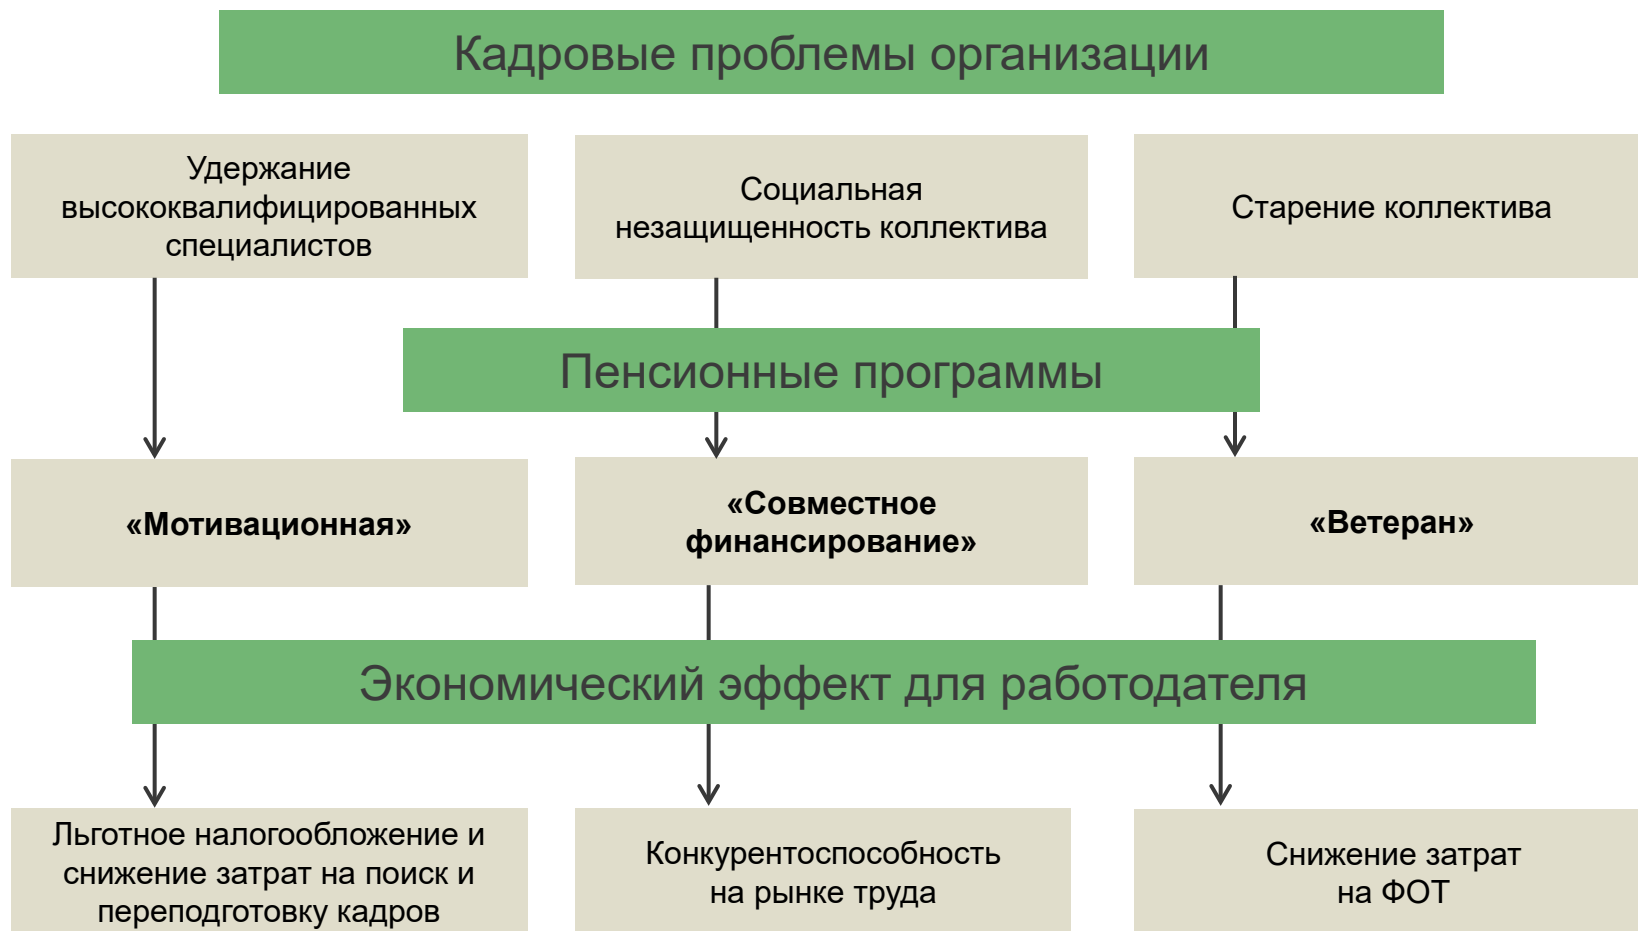 Кадровые проблемы организации
Удержание
высококвалифицированных
специалистов
Социальная
незащищенность коллектива
Старение коллектива
Пенсионные программы
«Мотивационная»
«Совместное
финансирование»
«Ветеран»
Экономический эффект для работодателя
Льготное налогообложение и
снижение затрат на поиск и
переподготовку кадров
Конкурентоспособность
на рынке труда
Снижение затрат
на ФОТ